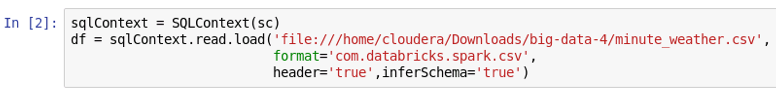 In [2]: sqlContext = SQLContext(sc)
df = sqlContext.read.load('file:///home/cloudera/Downloads/big-data-4/minute_weather.csv',
format='com.databricks.spark.csv',
header='true',inferSchema='true')